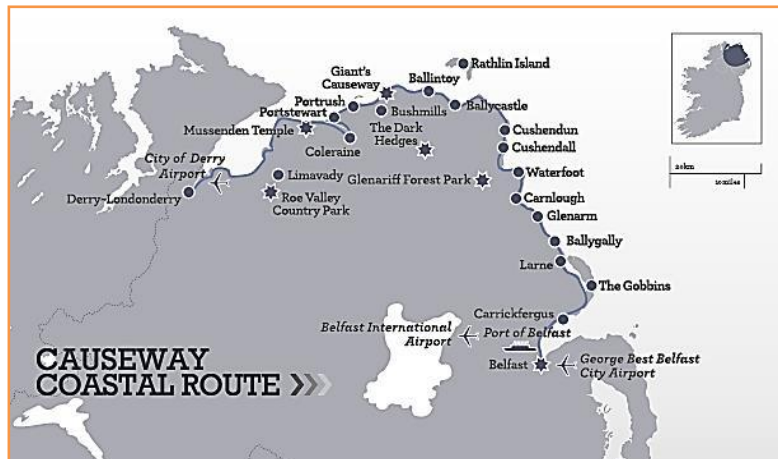 Rathlin Island
Giant's
Causeway
Ballintoy
Portrush
Portstewart
Bushmills
Ballycastle
Mussenden Temple
The Dark
Hedges
Coleraine
Cushendun
Cushendall
City of Derry
Airport
Limavady
Glenariff Forest Park
Waterfoot
Derry-Londonderry
Roe Valley
Country Park
Carnlough
Glenarm
Ballygally
Larne
The Gobbins
Carrickfergus
Belfast International
Airport
Port of Belfast
Belfast
George Best Belfast
City Airport
CAUSEWAY
COASTAL ROUTE
20km
10miles